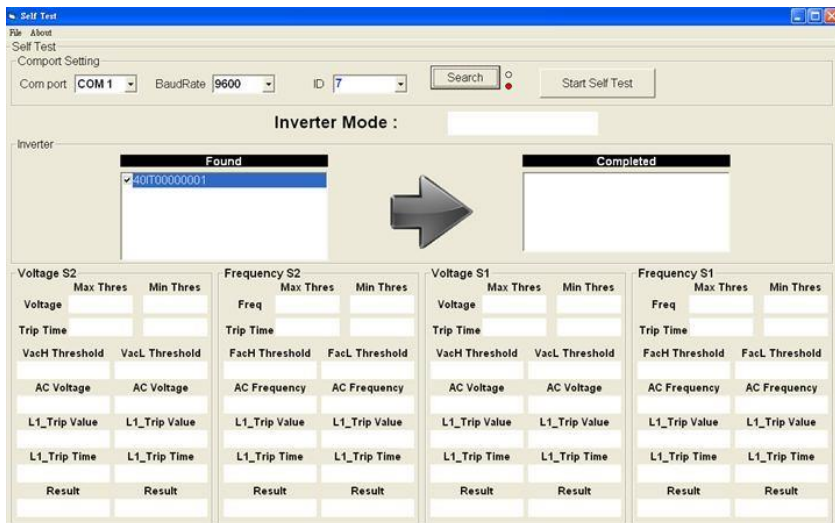 Self Test
File About
Self Test
Comport Setting
Com port COM 1 BaudRate 9600 ID 7 Search Start Self Test
Inverter Mode :
Inverter
Found Completed
40IT00000001
Voltage S2 Frequency S2 Voltage S1 Frequency S1
Max Thres Min Thres Max Thres Min Thres Max Thres Min Thres Max Thres Min Thres
Voltage Freq Voltage Freq
Trip Time Trip Time Trip Time Trip Time
VacH Threshold VacL Threshold FacH Threshold FacL Threshold VacH Threshold VacL Threshold FacH Threshold FacL Threshold
AC Voltage AC Voltage AC Frequency AC Frequency AC Voltage AC Voltage AC Frequency AC Frequency
L1_Trip Value L1_Trip Value L1_Trip Value L1_Trip Value L1_Trip Value L1_Trip Value L1_Trip Value L1_Trip Value
L1_Trip Time L1_Trip Time L1_Trip Time L1_Trip Time L1_Trip Time L1_Trip Time L1_Trip Time L1_Trip Time
Result Result Result Result Result Result Result Result